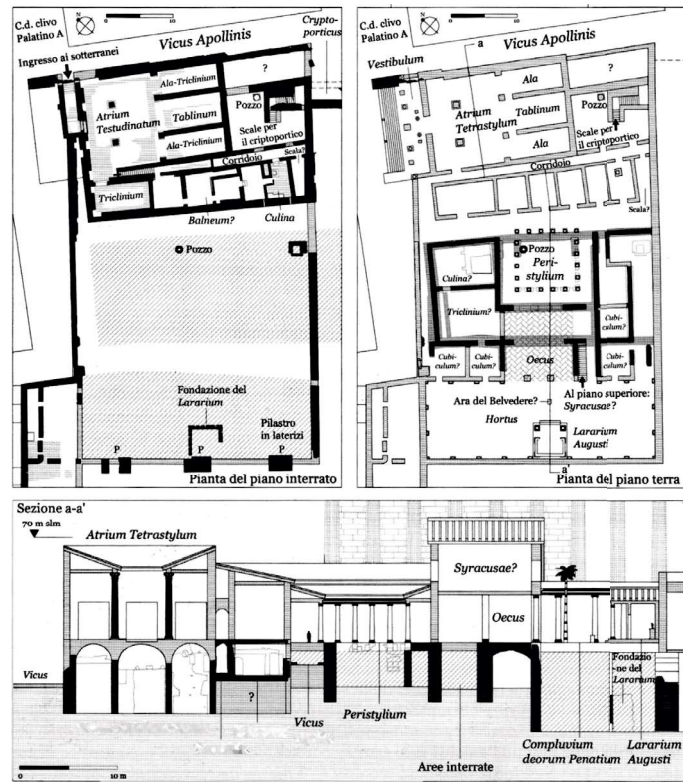 C.d. clivo
Palatino A
N
0
10 m
Vicus Apollinis
Crypto-
porticus
Ingresso ai sotterranei
Ala-Triclinium
?
Atrium
Testudinatum
Tablinum
Pozzo
Scale per
il criptoportico
Ala-Triclinium
Corridoio
Scala?
Triclinium
Balneum?
Culina
Pozzo
Fondazione del
Lararium
Pilastro
in laterizi
P
P
P
Pianta del piano interrato
C.d. clivo
Palatino A
N
0
10 m
a
Vicus Apollinis
Vestibulum
Ala
?
Atrium
Tetrastylum
Tablinum
Pozzo
Scale per
il criptoportico
Ala
Corridoio
Scala?
Culina?
Pozzo
Peri-
stylium
Triclinium?
Cubi-
culum?
Cubi-
culum?
Cubi-
culum?
Oecus
Cubi-
culum?
Ara del Belvedere?
Al piano superiore:
Syracusae?
Hortus
Lararium
Augusti
a'
Pianta del piano terra
Sezione a-a'
70 m slm
Atrium Tetrastylum
Syracusae?
Oecus
Vicus
?
Vicus
Peristylium
Fondazio
-ne del
Lararium
Aree interrate
Compluvium
deorum Penatium
Lararium
Augusti
0
10 m